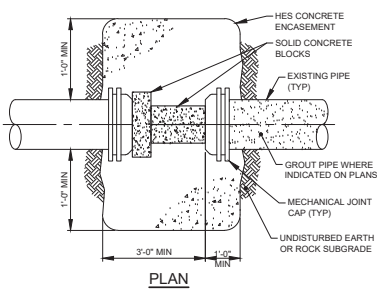 HES CONCRETE
ENCASEMENT
SOLID CONCRETE
BLOCKS
EXISTING PIPE
(TYP)
GROUT PIPE WHERE
INDICATED ON PLANS
MECHANICAL JOINT
CAP (TYP)
UNDISTURBED EARTH
OR ROCK SUBGRADE
1'-0" MIN
1'-0" MIN
3'-0" MIN
1'-0"
MIN
PLAN